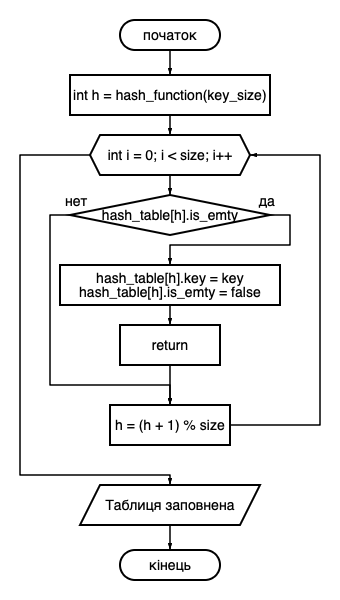 початок
int h = hash_function(key_size)
int i = 0; i < size; i++
нет
да
hash_table[h].is_emty
hash_table[h].key = key
hash_table[h].is_emty = false
return
h = (h + 1) % size
Таблиця заповнена
кінець